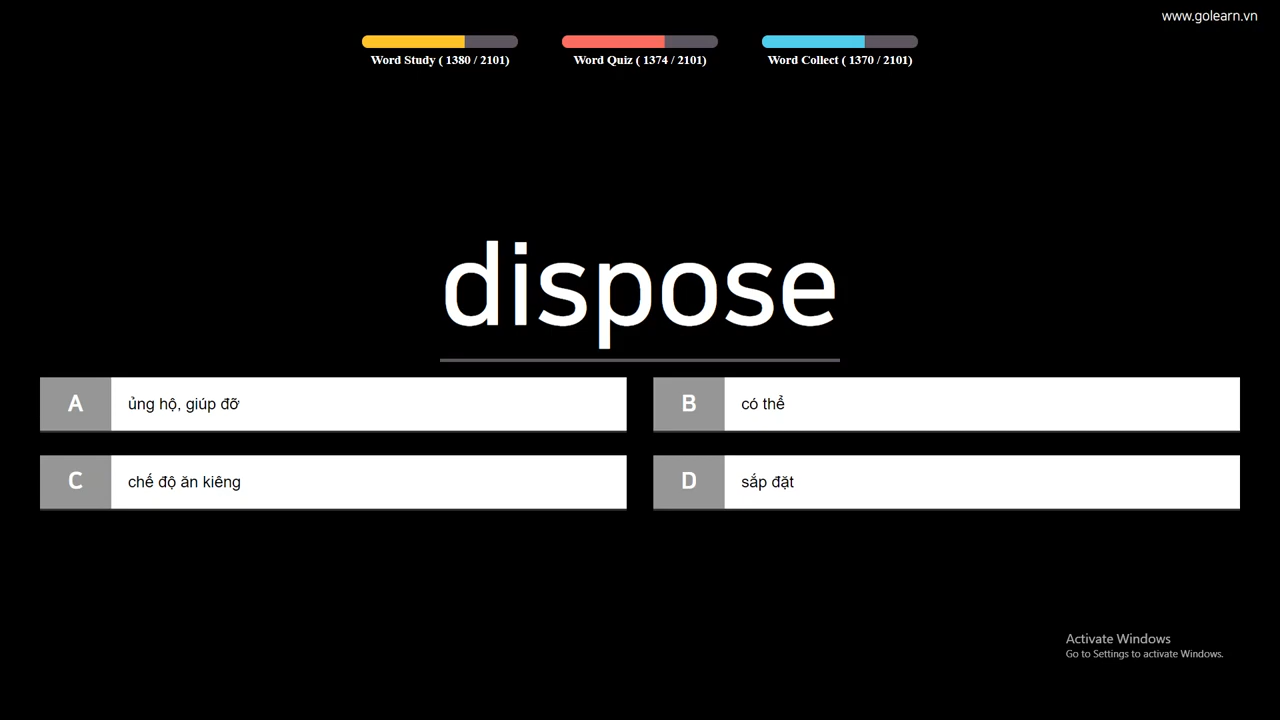 www.golearn.vn
Word Study ( 1380 / 2101)
Word Quiz ( 1374 / 2101)
Word Collect ( 1370 / 2101)
dispose
A ủng hộ, giúp đỡ
B có thể
C chế độ ăn kiêng
D sắp đặt
Activate Windows
Go to Settings to activate Windows.